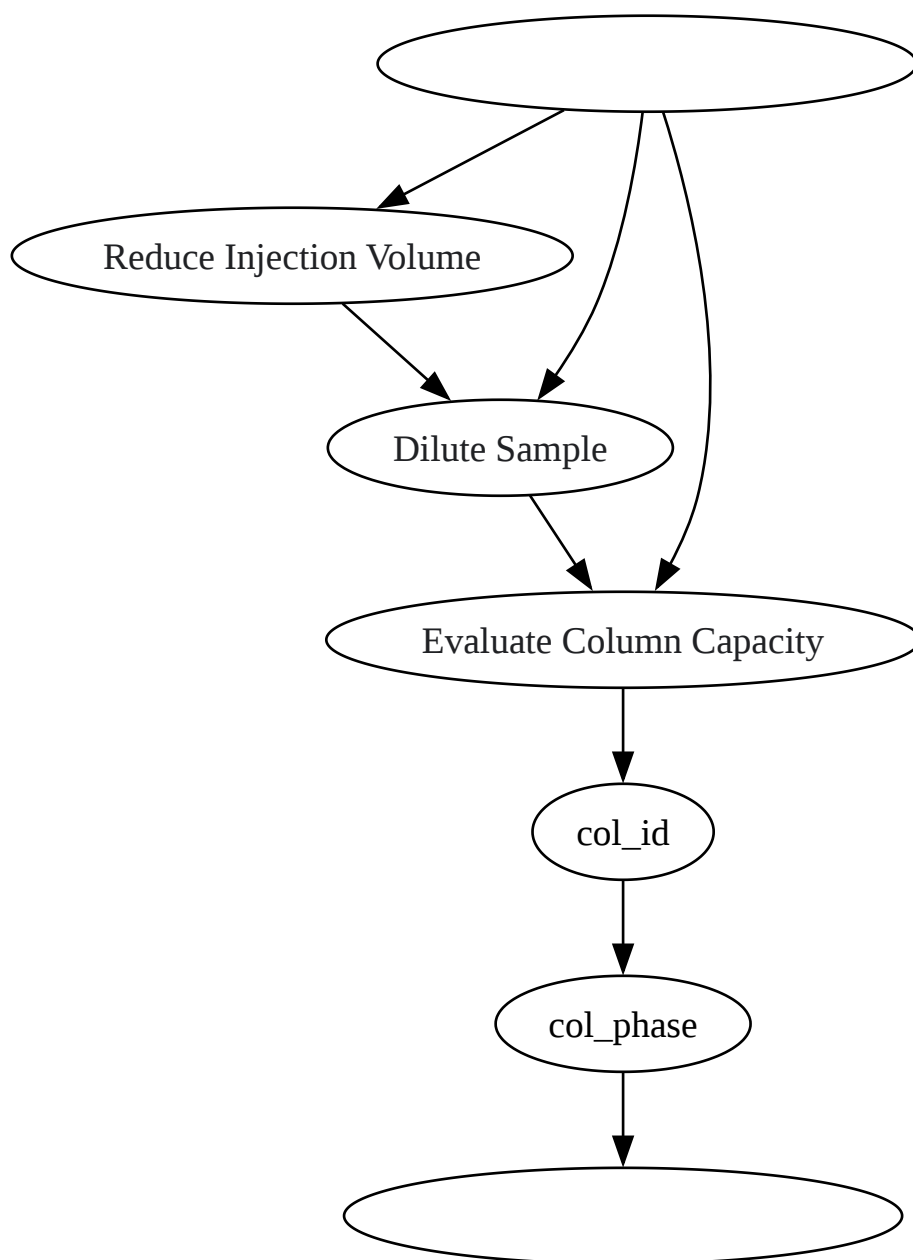 Reduce Injection Volume
Dilute Sample
Evaluate Column Capacity
col_id
col_phase